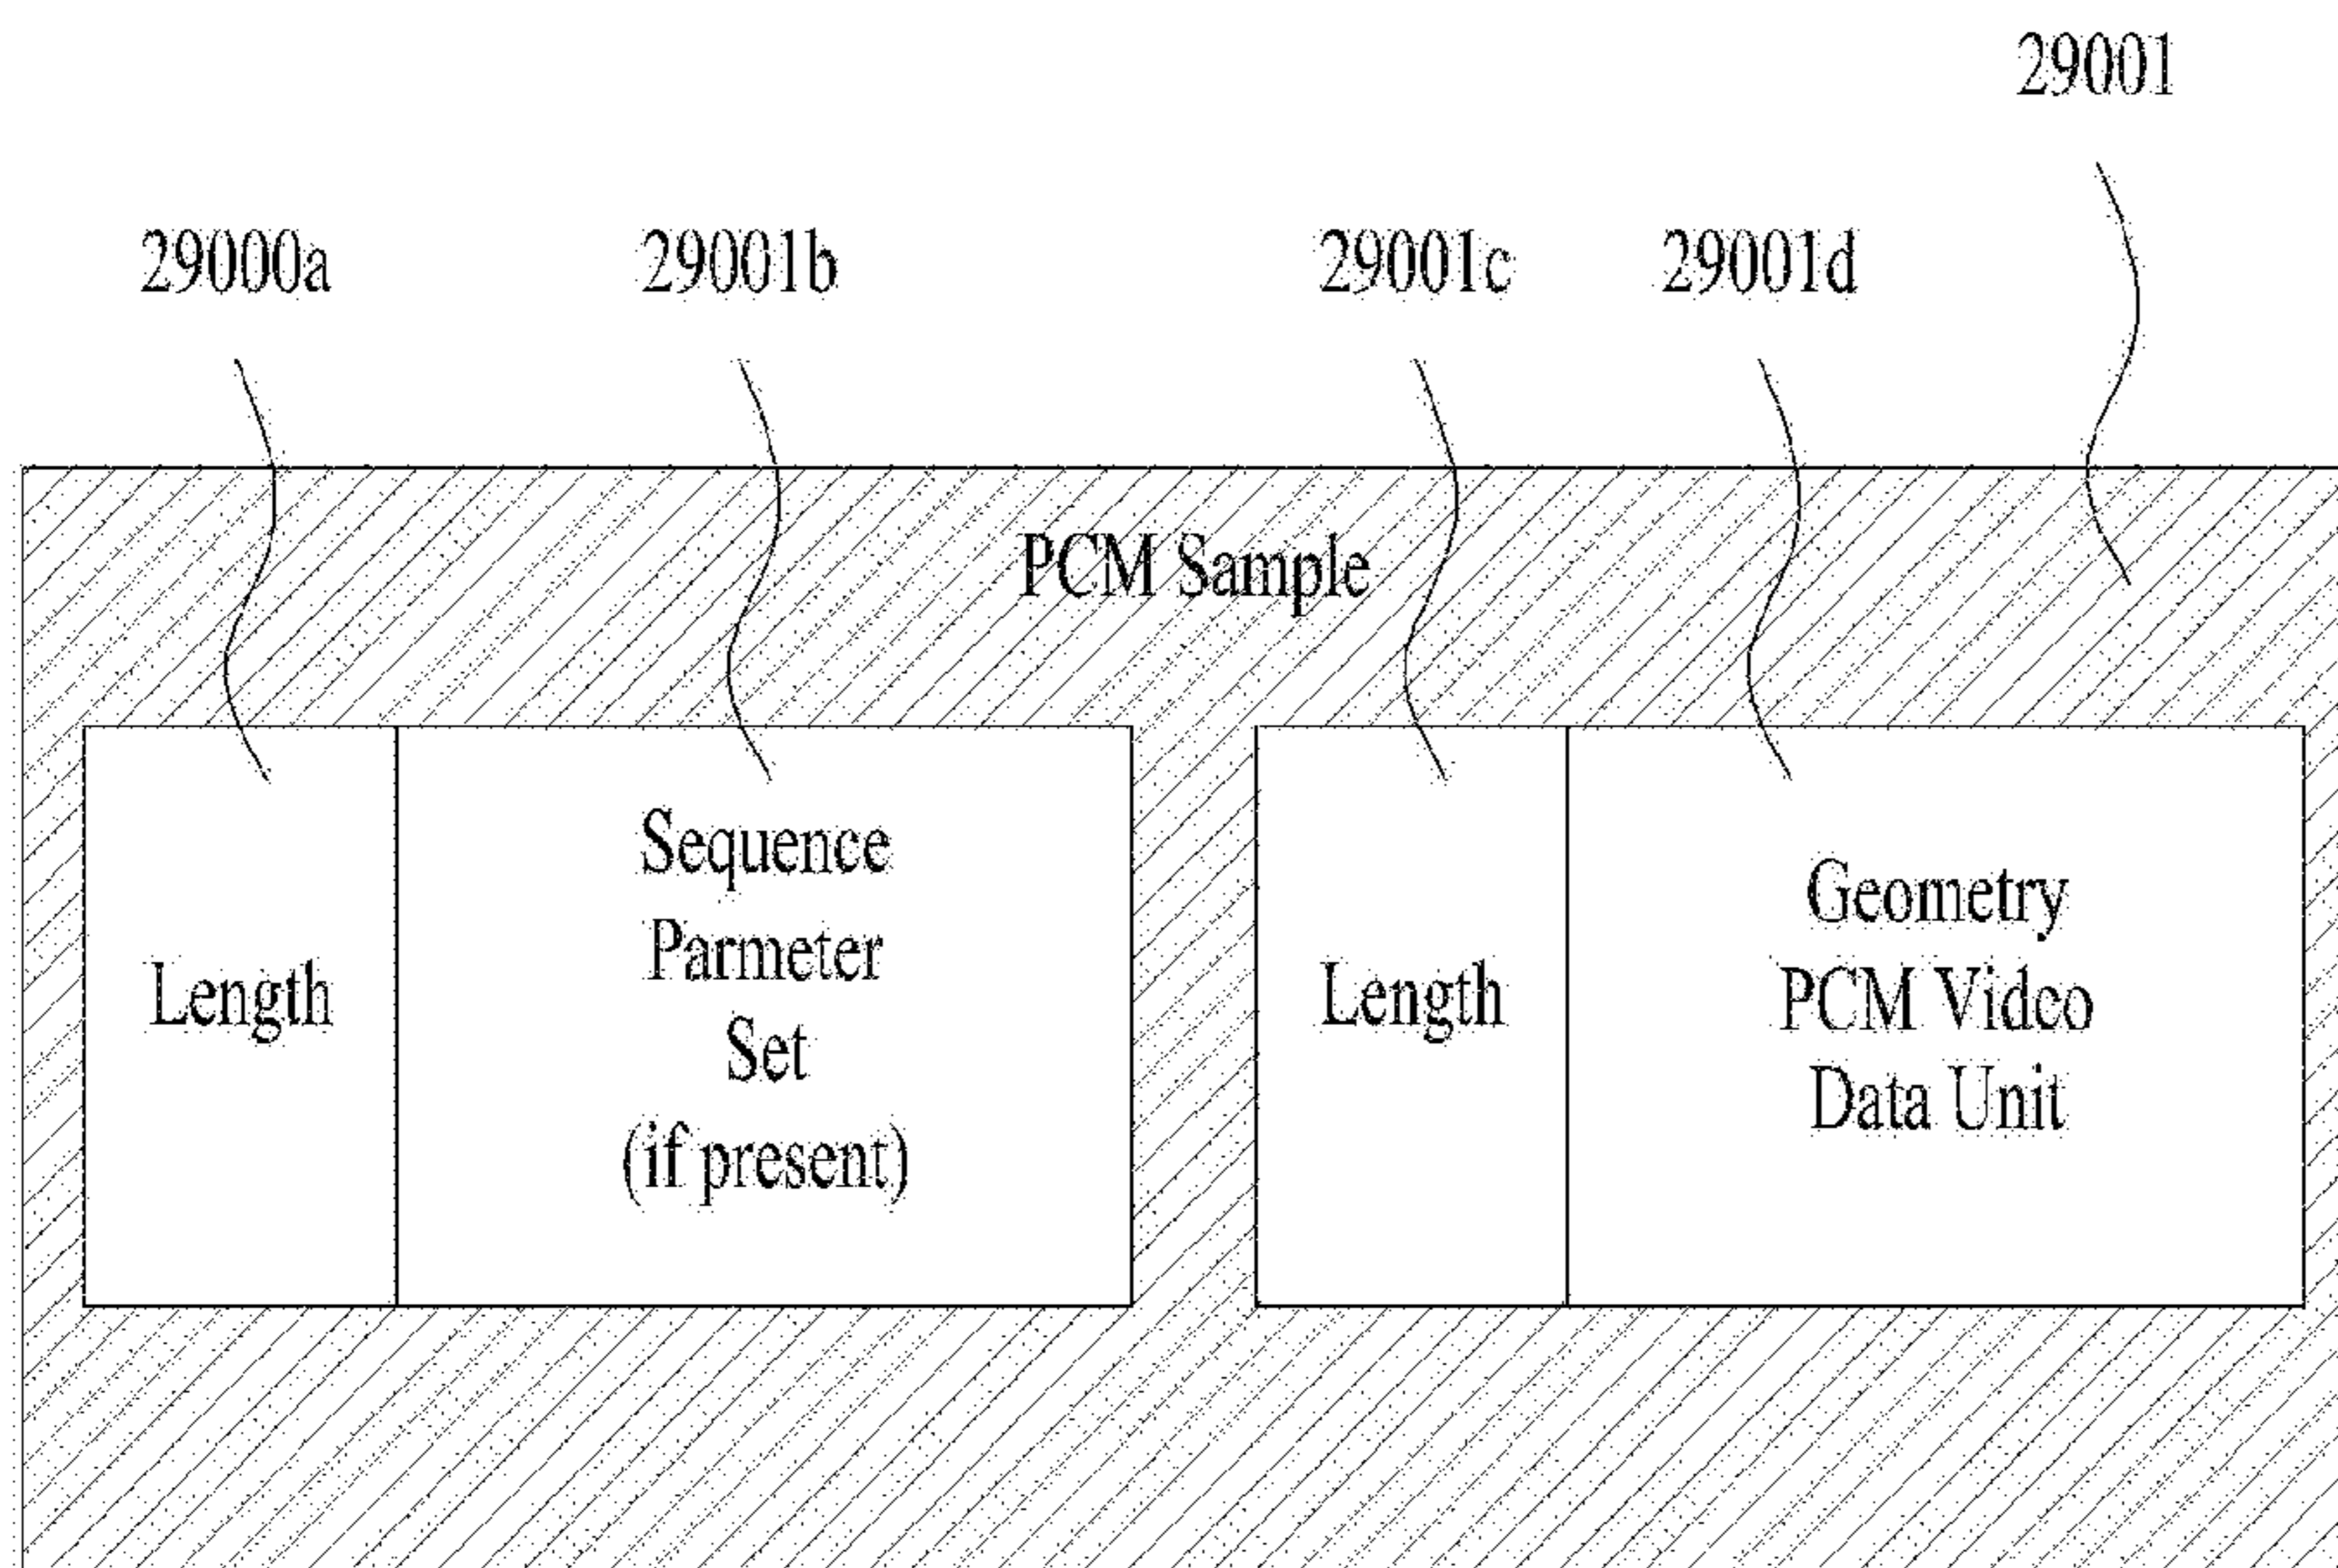 29001
29000a 29001b 29001c 29001d
PCM Sample
Length
Sequence
Parmeter
Set
(if present)
Length
Geometry
PCM Video
Data Unit